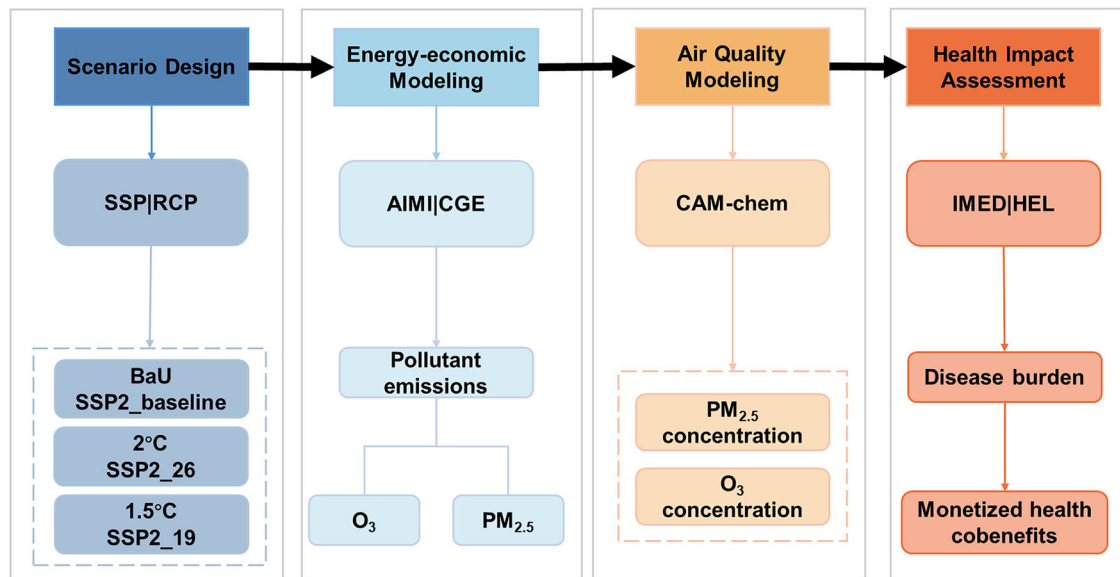 Scenario Design
SSP|RCP
BaU
SSP2_baseline
2°C
SSP2_26
1.5°C
SSP2_19
Energy-economic
Modeling
AIMI|CGE
Pollutant
emissions
O₃
PM₂.₅
Air Quality
Modeling
CAM-chem
PM₂.₅
concentration
O₃
concentration
Health Impact
Assessment
IMED|HEL
Disease burden
Monetized health
cobenefits